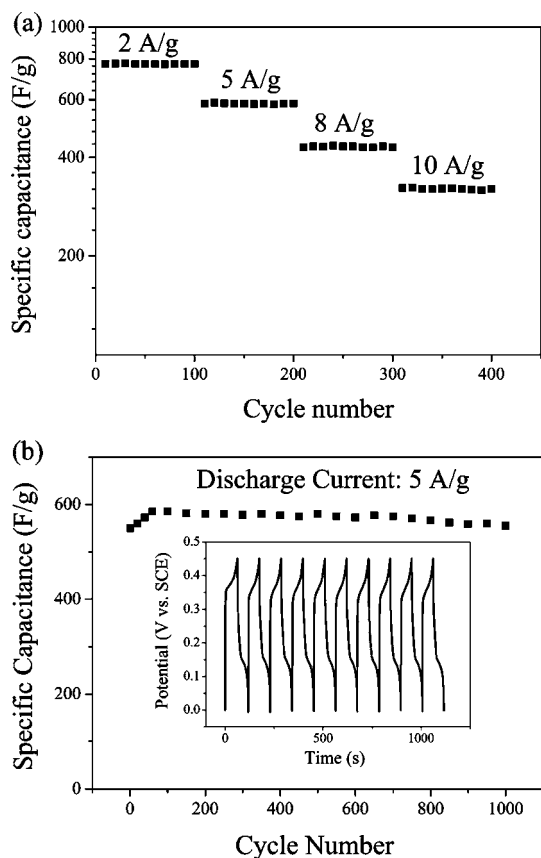 (a)
1000
800
600
400
200
2 A/g
5 A/g
8 A/g
10 A/g
Specific capacitance (F/g)
0
100
200
300
400
Cycle number
(b)
Discharge Current: 5 A/g
600
400
200
0
Specific Capacitance (F/g)
0.5
0.4
0.3
0.2
0.1
0.0
Potential (V vs. SCE)
0
500
1000
Time (s)
0
200
400
600
800
1000
Cycle Number